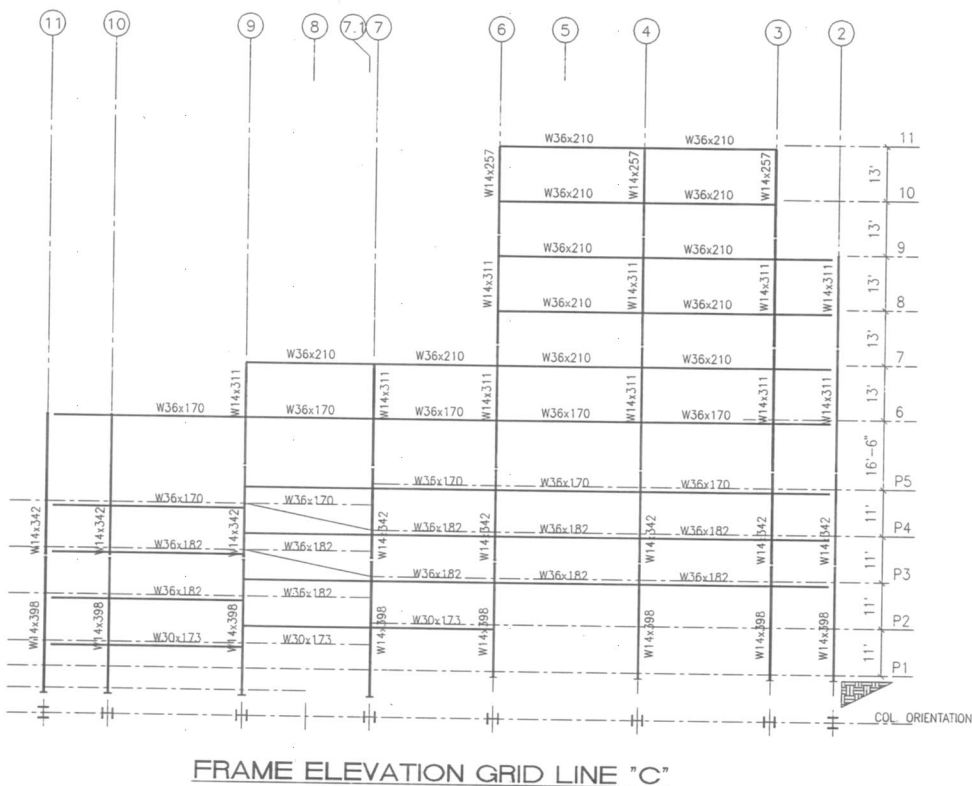 11 10 9 8 7.1 7 6 5 4 3 2
W36x210 W36x210 11
W14x257 W14x257 W14x257 13'
W36x210 W36x210 10
13'
W36x210 W36x210 9
W14x311 W14x311 W14x311 W14x311 13'
W36x210 W36x210 8
13'
W36x210 W36x210 W36x210 W36x210 7
W14x311 W14x311 W14x311 W14x311 W14x311 W14x311 13'
W36x170 W36x170 W36x170 W36x170 W36x170 6
16'-6"
W36x170 W36x170 W36x170 P5
W36x170 W36x170
W14x342 W14x342 W14x342 W14x342 W14x342 W14x342 W14x342 W14x342 11'
W36x182 W36x182 W36x182 P4
W36x182 W36x182 11'
W36x182 W36x182 W36x182 P3
W36x182 W36x182
W14x398 W14x398 W14x398 W14x398 W14x398 W14x398 W14x398 W14x398 11'
W30x173 P2
W30x173 W30x173 11'
P1
COL. ORIENTATION
FRAME ELEVATION GRID LINE "C"